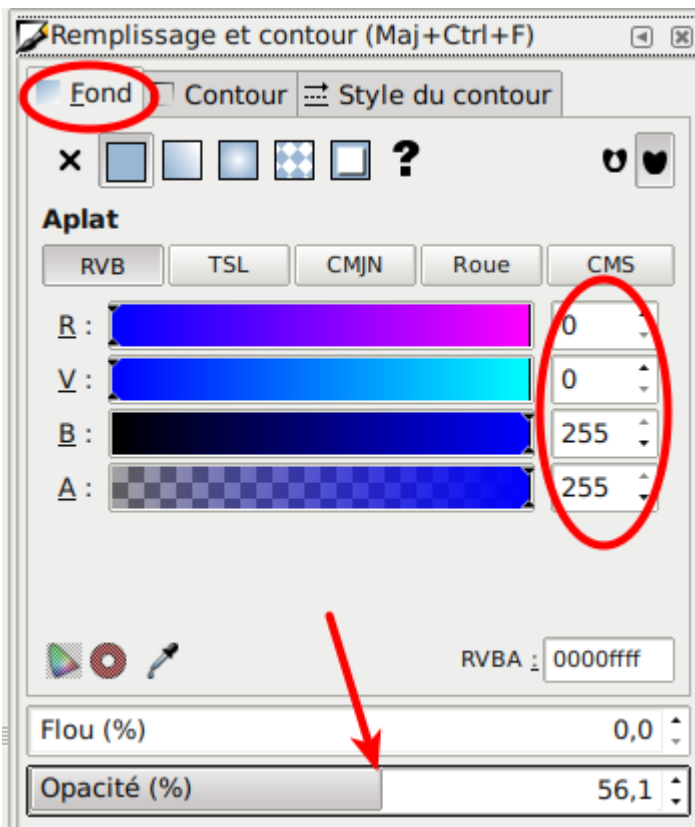 Remplissage et contour (Maj+Ctrl+F)
Fond Contour Style du contour
?
Aplat
RVB TSL CMJN Roue CMS
R : 0
V : 0
B : 255
A : 255
RVBA : 0000ffff
Flou (%) 0,0
Opacité (%) 56,1